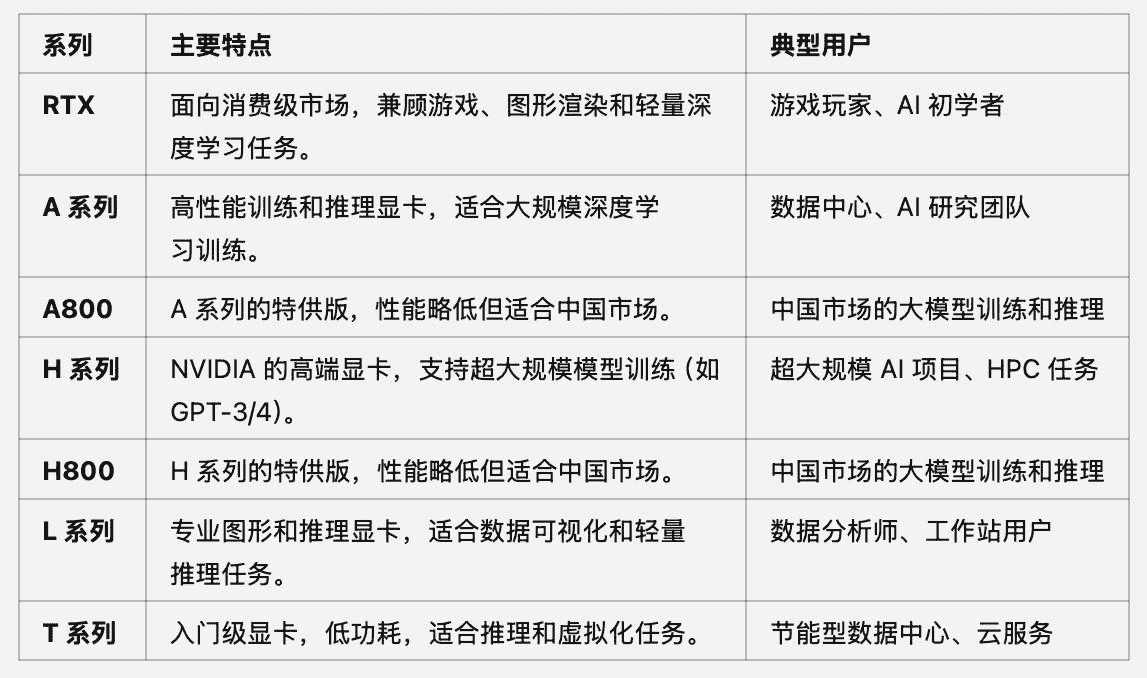 系列 主要特点 典型用户
RTX 面向消费级市场，兼顾游戏、图形渲染和轻量深 游戏玩家、AI 初学者
度学习任务。
A 系列 高性能训练和推理显卡，适合大规模深度学 数据中心、AI 研究团队
习训练。
A800 A 系列的特供版，性能略低但适合中国市场。 中国市场的大模型训练和推理
H 系列 NVIDIA 的高端显卡，支持超大规模模型训练（如 超大规模 AI 项目、HPC 任务
GPT-3/4）。
H800 H 系列的特供版，性能略低但适合中国市场。 中国市场的大模型训练和推理
L 系列 专业图形和推理显卡，适合数据可视化和轻量 数据分析师、工作站用户
推理任务。
T 系列 入门级显卡，低功耗，适合推理和虚拟化任务。 节能型数据中心、云服务